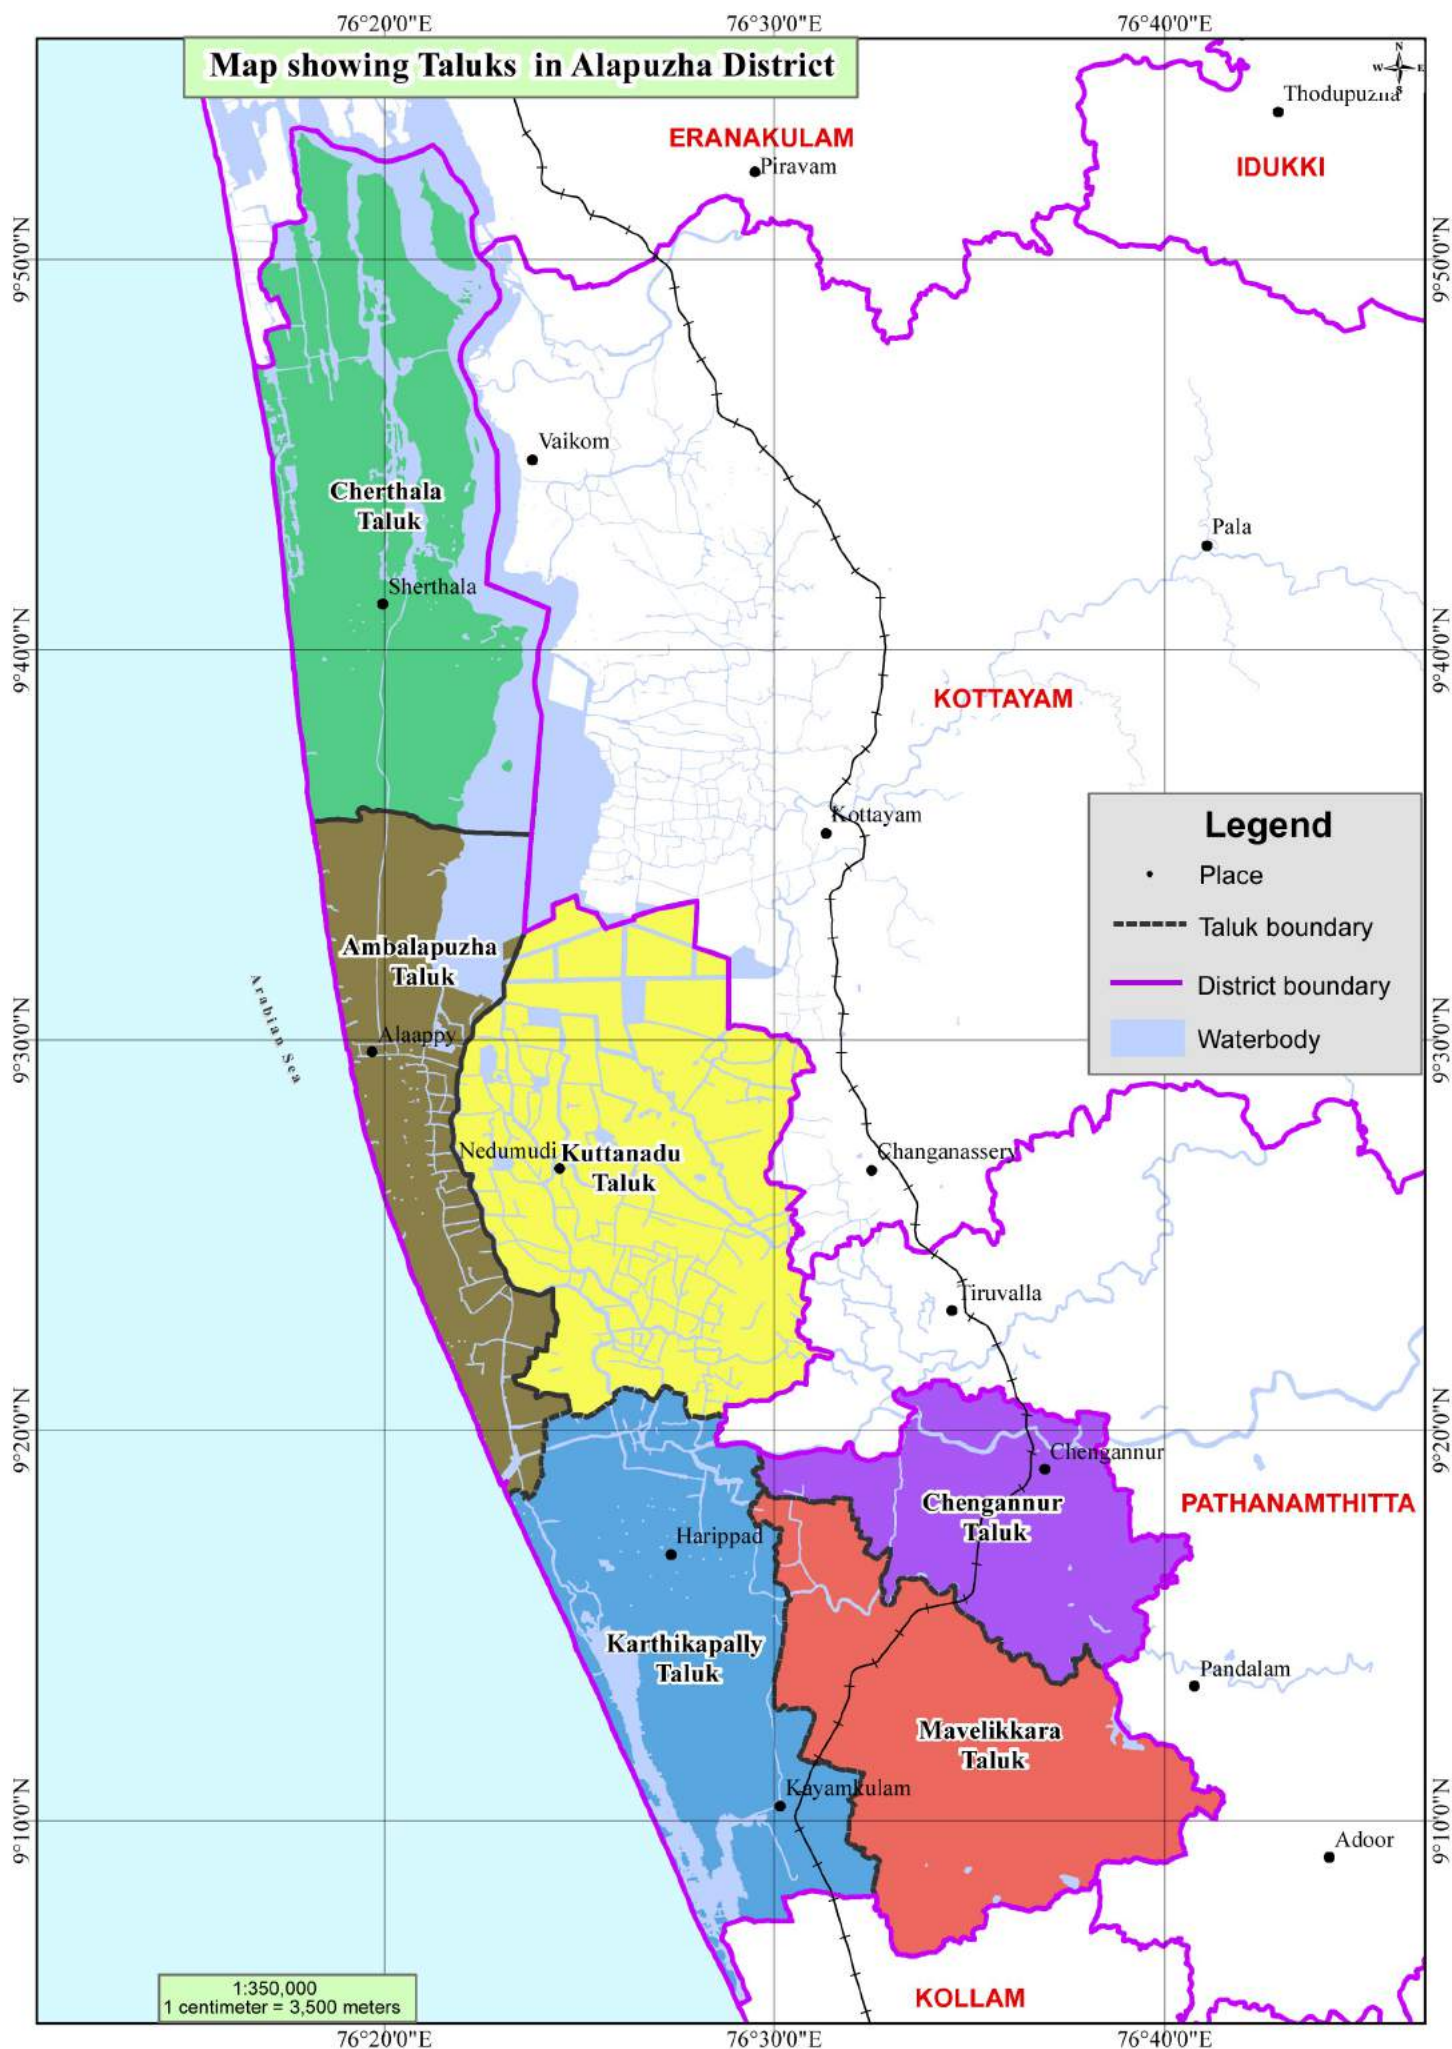 76°20'0"E
76°30'0"E
76°40'0"E
Map showing Taluks in Alapuzha District
N
W
E
S
Thodupuzha
ERANAKULAM
IDUKKI
Piravam
9°50'0"N
9°50'0"N
Vaikom
Cherthala
Taluk
Pala
Sherthala
9°40'0"N
9°40'0"N
KOTTAYAM
Kottayam
Legend
Place
Taluk boundary
District boundary
Waterbody
Ambalapuzha
Taluk
Arabian Sea
Alaappy
9°30'0"N
9°30'0"N
Nedumudi
Kuttanadu
Taluk
Changanassery
Tiruvalla
9°20'0"N
9°20'0"N
Chengannur
Chengannur
Taluk
PATHANAMTHITTA
Harippad
Karthikapally
Taluk
Pandalam
Mavelikkara
Taluk
Kayamkulam
9°10'0"N
9°10'0"N
Adoor
1:350,000
1 centimeter = 3,500 meters
KOLLAM
76°20'0"E
76°30'0"E
76°40'0"E